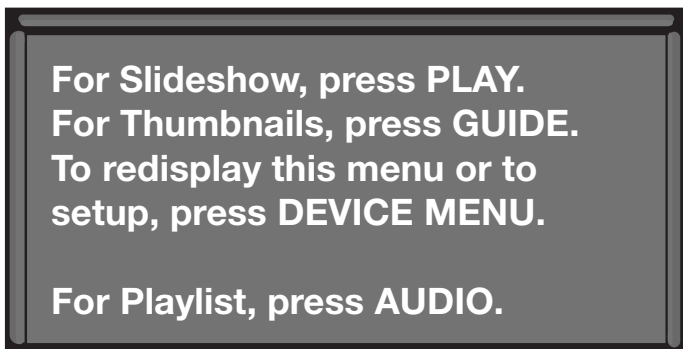 For Slideshow, press PLAY.
For Thumbnails, press GUIDE.
To redisplay this menu or to
setup, press DEVICE MENU.
For Playlist, press AUDIO.